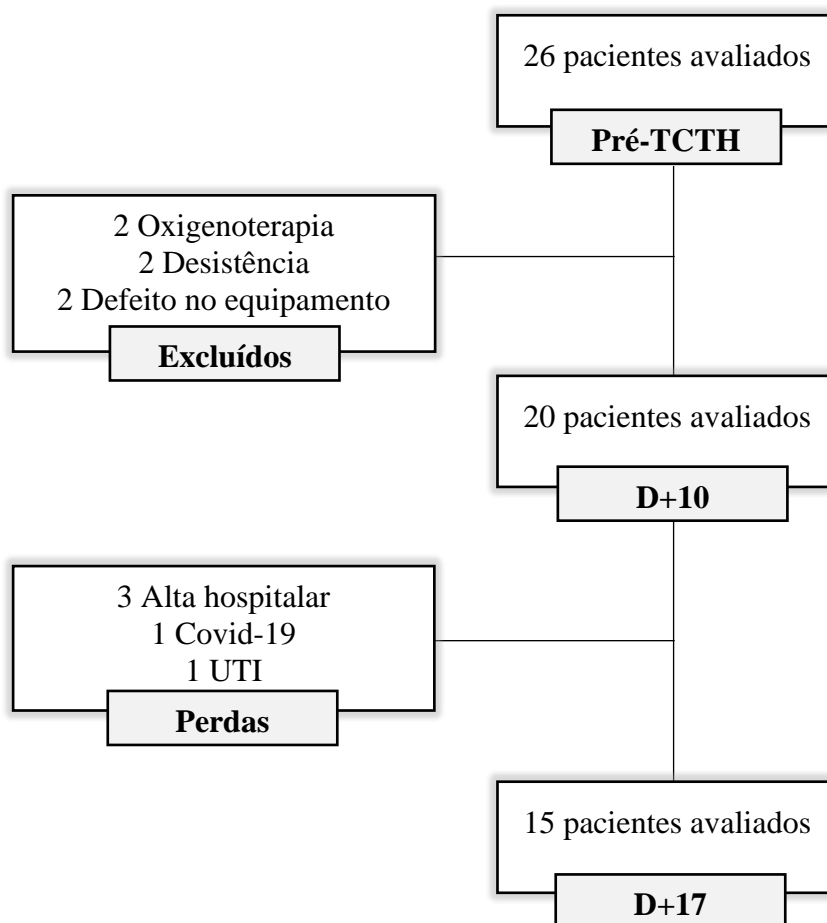 26 pacientes avaliados
Pré-TCTH
2 Oxigenoterapia
2 Desistência
2 Defeito no equipamento
Excluídos
20 pacientes avaliados
D+10
3 Alta hospitalar
1 Covid-19
1 UTI
Perdas
15 pacientes avaliados
D+17